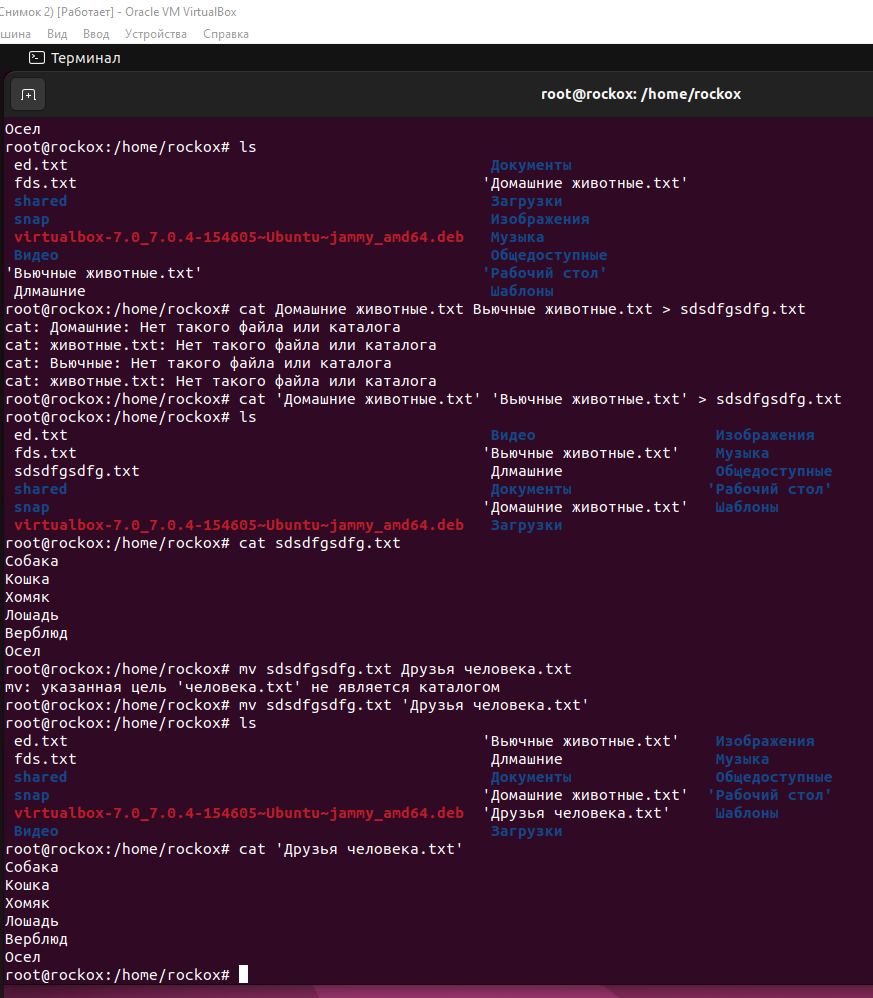 Снимок 2) [Работает] - Oracle VM VirtualBox
шина Вид Ввод Устройства Справка
Терминал
root@rockox: /home/rockox
Осел
root@rockox:/home/rockox# ls
ed.txt Документы
fds.txt 'Домашние животные.txt'
shared Загрузки
snap Изображения
virtualbox-7.0_7.0.4-154605~Ubuntu~jammy_amd64.deb Музыка
Видео Общедоступные
'Вьючные животные.txt' 'Рабочий стол'
Длмашние Шаблоны
root@rockox:/home/rockox# cat Домашние животные.txt Вьючные животные.txt > sdsdfgsdfg.txt
cat: Домашние: Нет такого файла или каталога
cat: животные.txt: Нет такого файла или каталога
cat: Вьючные: Нет такого файла или каталога
cat: животные.txt: Нет такого файла или каталога
root@rockox:/home/rockox# cat 'Домашние животные.txt' 'Вьючные животные.txt' > sdsdfgsdfg.txt
root@rockox:/home/rockox# ls
ed.txt Видео Изображения
fds.txt 'Вьючные животные.txt' Музыка
sdsdfgsdfg.txt Длмашние Общедоступные
shared Документы 'Рабочий стол'
snap 'Домашние животные.txt' Шаблоны
virtualbox-7.0_7.0.4-154605~Ubuntu~jammy_amd64.deb Загрузки
root@rockox:/home/rockox# cat sdsdfgsdfg.txt
Собака
Кошка
Хомяк
Лошадь
Верблюд
Осел
root@rockox:/home/rockox# mv sdsdfgsdfg.txt Друзья человека.txt
mv: указанная цель 'человека.txt' не является каталогом
root@rockox:/home/rockox# mv sdsdfgsdfg.txt 'Друзья человека.txt'
root@rockox:/home/rockox# ls
ed.txt 'Вьючные животные.txt' Изображения
fds.txt Длмашние Музыка
shared Документы Общедоступные
snap 'Домашние животные.txt' 'Рабочий стол'
virtualbox-7.0_7.0.4-154605~Ubuntu~jammy_amd64.deb 'Друзья человека.txt' Шаблоны
Видео Загрузки
root@rockox:/home/rockox# cat 'Друзья человека.txt'
Собака
Кошка
Хомяк
Лошадь
Верблюд
Осел
root@rockox:/home/rockox#